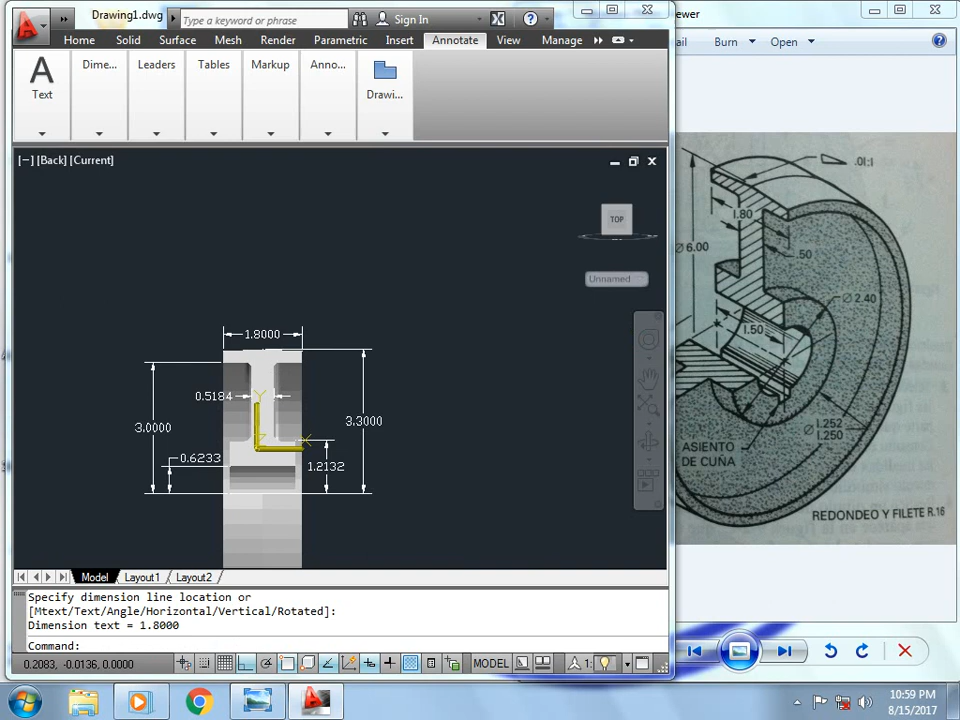 Drawing1.dwg
Type a keyword or phrase
Sign In
ewer
Home Solid Surface Mesh Render Parametric Insert Annotate View Manage
ail Burn Open
A
Text
Dime...
Leaders
Tables
Markup
Anno...
Drawi...
[−] [Back] [Current]
TOP
Unnamed
1.8000
0.5184
3.0000
3.3000
0.6233
1.2132
Y
X
.01:1
1.80
Ø 6.00
.50
Ø 2.40
1.50
Ø 1.252
1.250
ASIENTO
DE CUÑA
REDONDEO Y FILETE R.16
Model Layout1 Layout2
Specify dimension line location or
[Mtext/Text/Angle/Horizontal/Vertical/Rotated]:
Dimension text = 1.8000
Command:
0.2083, -0.0136, 0.0000
MODEL
1:
10:59 PM
8/15/2017